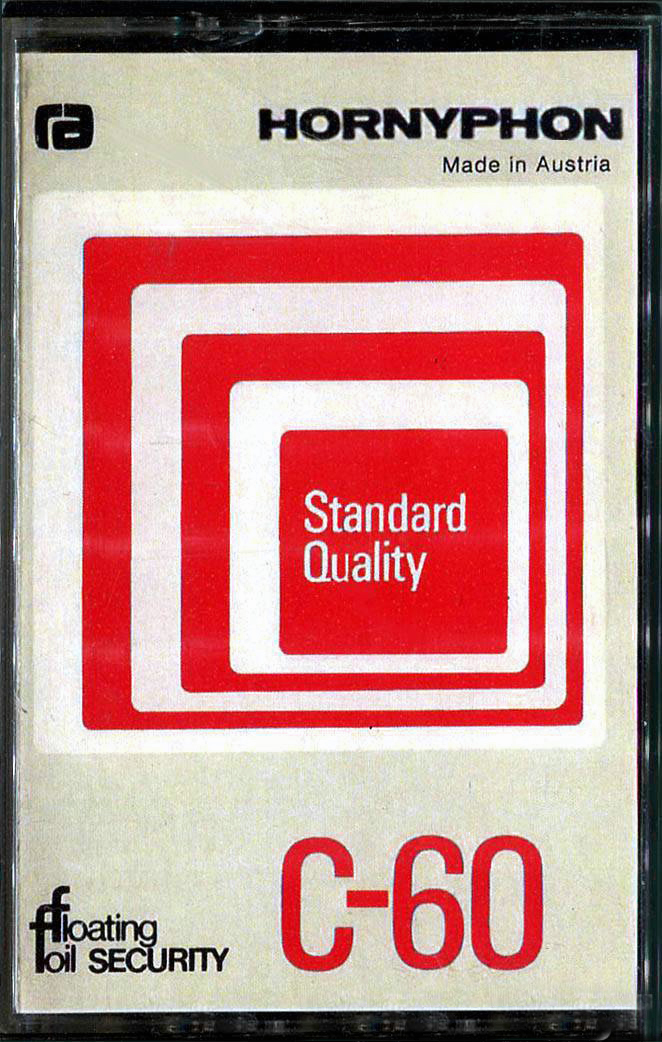 ra
HORNYPHON
Made in Austria
Standard
Quality
C-60
floating
foil SECURITY